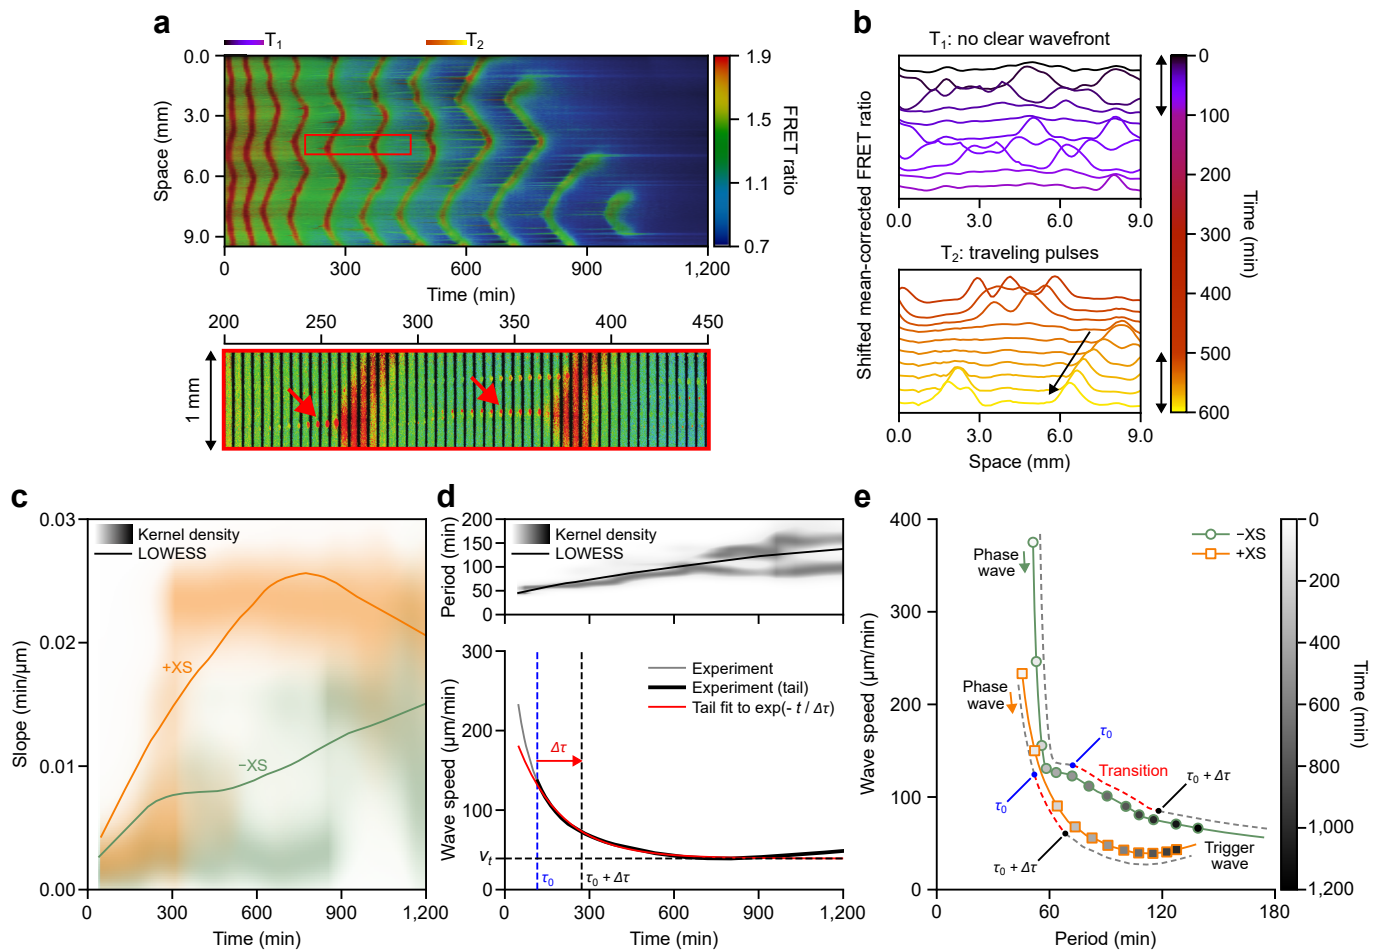 a
T1
T2
0.0
3.0
6.0
9.0
Space (mm)
0
300
600
900
1,200
Time (min)
1.9
1.5
1.1
0.7
FRET ratio
200
250
300
350
400
450
1 mm
b
T1: no clear wavefront
0.0
3.0
6.0
9.0
T2: traveling pulses
0.0
3.0
6.0
9.0
Space (mm)
Shifted mean-corrected FRET ratio
0
100
200
300
400
500
600
Time (min)
c
Kernel density
LOWESS
+XS
−XS
0.03
0.02
0.01
0.00
Slope (min/μm)
0
300
600
900
1,200
Time (min)
d
200
150
100
50
0
Period (min)
Kernel density
LOWESS
300
200
100
Vt
0
Wave speed (μm/min)
Experiment
Experiment (tail)
Tail fit to exp(- t / Δτ)
Δτ
τ0
τ0 + Δτ
0
300
600
900
1,200
Time (min)
e
400
300
200
100
0
Wave speed (μm/min)
−XS
+XS
Phase
wave
Phase
wave
τ0
τ0
Transition
τ0 + Δτ
τ0 + Δτ
Trigger
wave
0
60
120
180
Period (min)
0
200
400
600
800
1,000
1,200
Time (min)